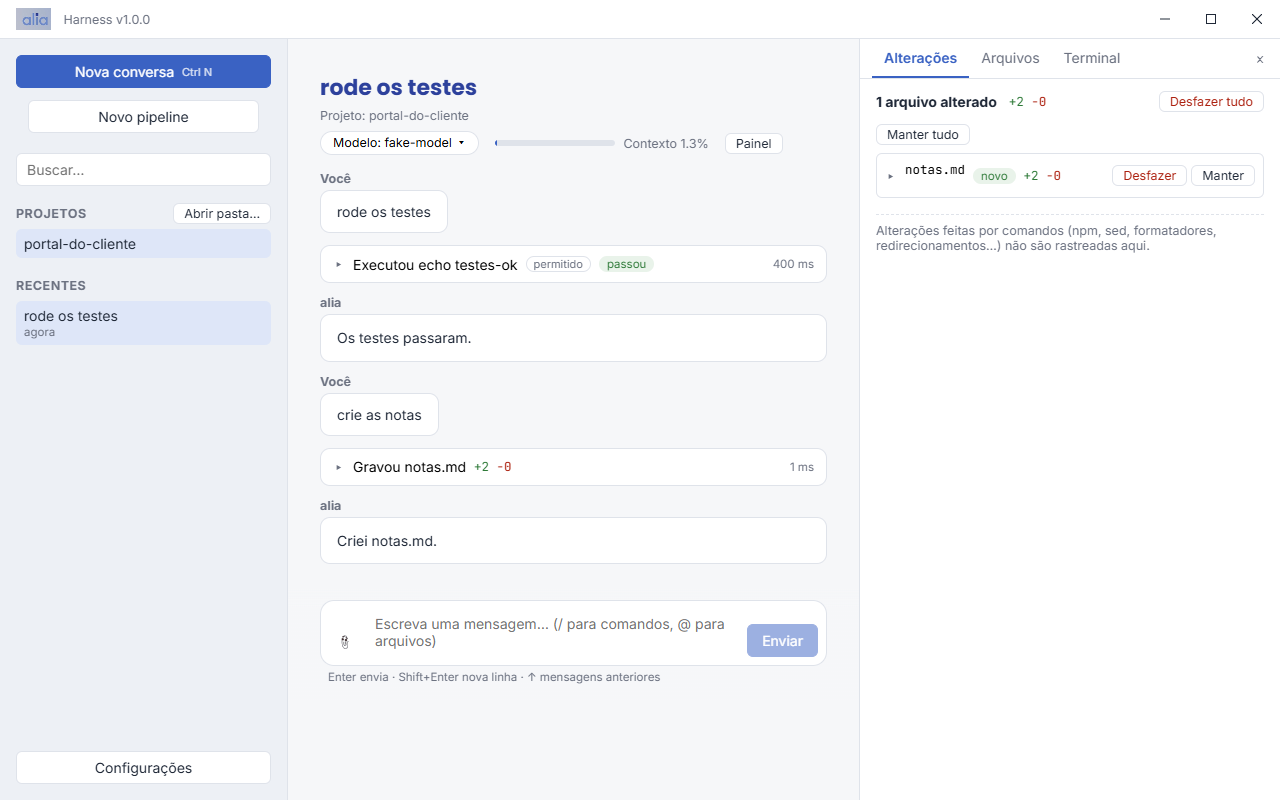 alia Harness v1.0.0
Nova conversa Ctrl N
Novo pipeline
Buscar...
PROJETOS Abrir pasta...
portal-do-cliente
RECENTES
rode os testes
agora
Configurações
rode os testes
Projeto: portal-do-cliente
Modelo: fake-model Contexto 1.3% Painel
Você
rode os testes
Executou echo testes-ok permitido passou 400 ms
alia
Os testes passaram.
Você
crie as notas
Gravou notas.md +2 -0 1 ms
alia
Criei notas.md.
Escreva uma mensagem... (/ para comandos, @ para
arquivos)
Enviar
Enter envia · Shift+Enter nova linha · ↑ mensagens anteriores
Alterações Arquivos Terminal x
1 arquivo alterado +2 -0 Desfazer tudo
Manter tudo
notas.md novo +2 -0 Desfazer Manter
Alterações feitas por comandos (npm, sed, formatadores,
redirecionamentos...) não são rastreadas aqui.